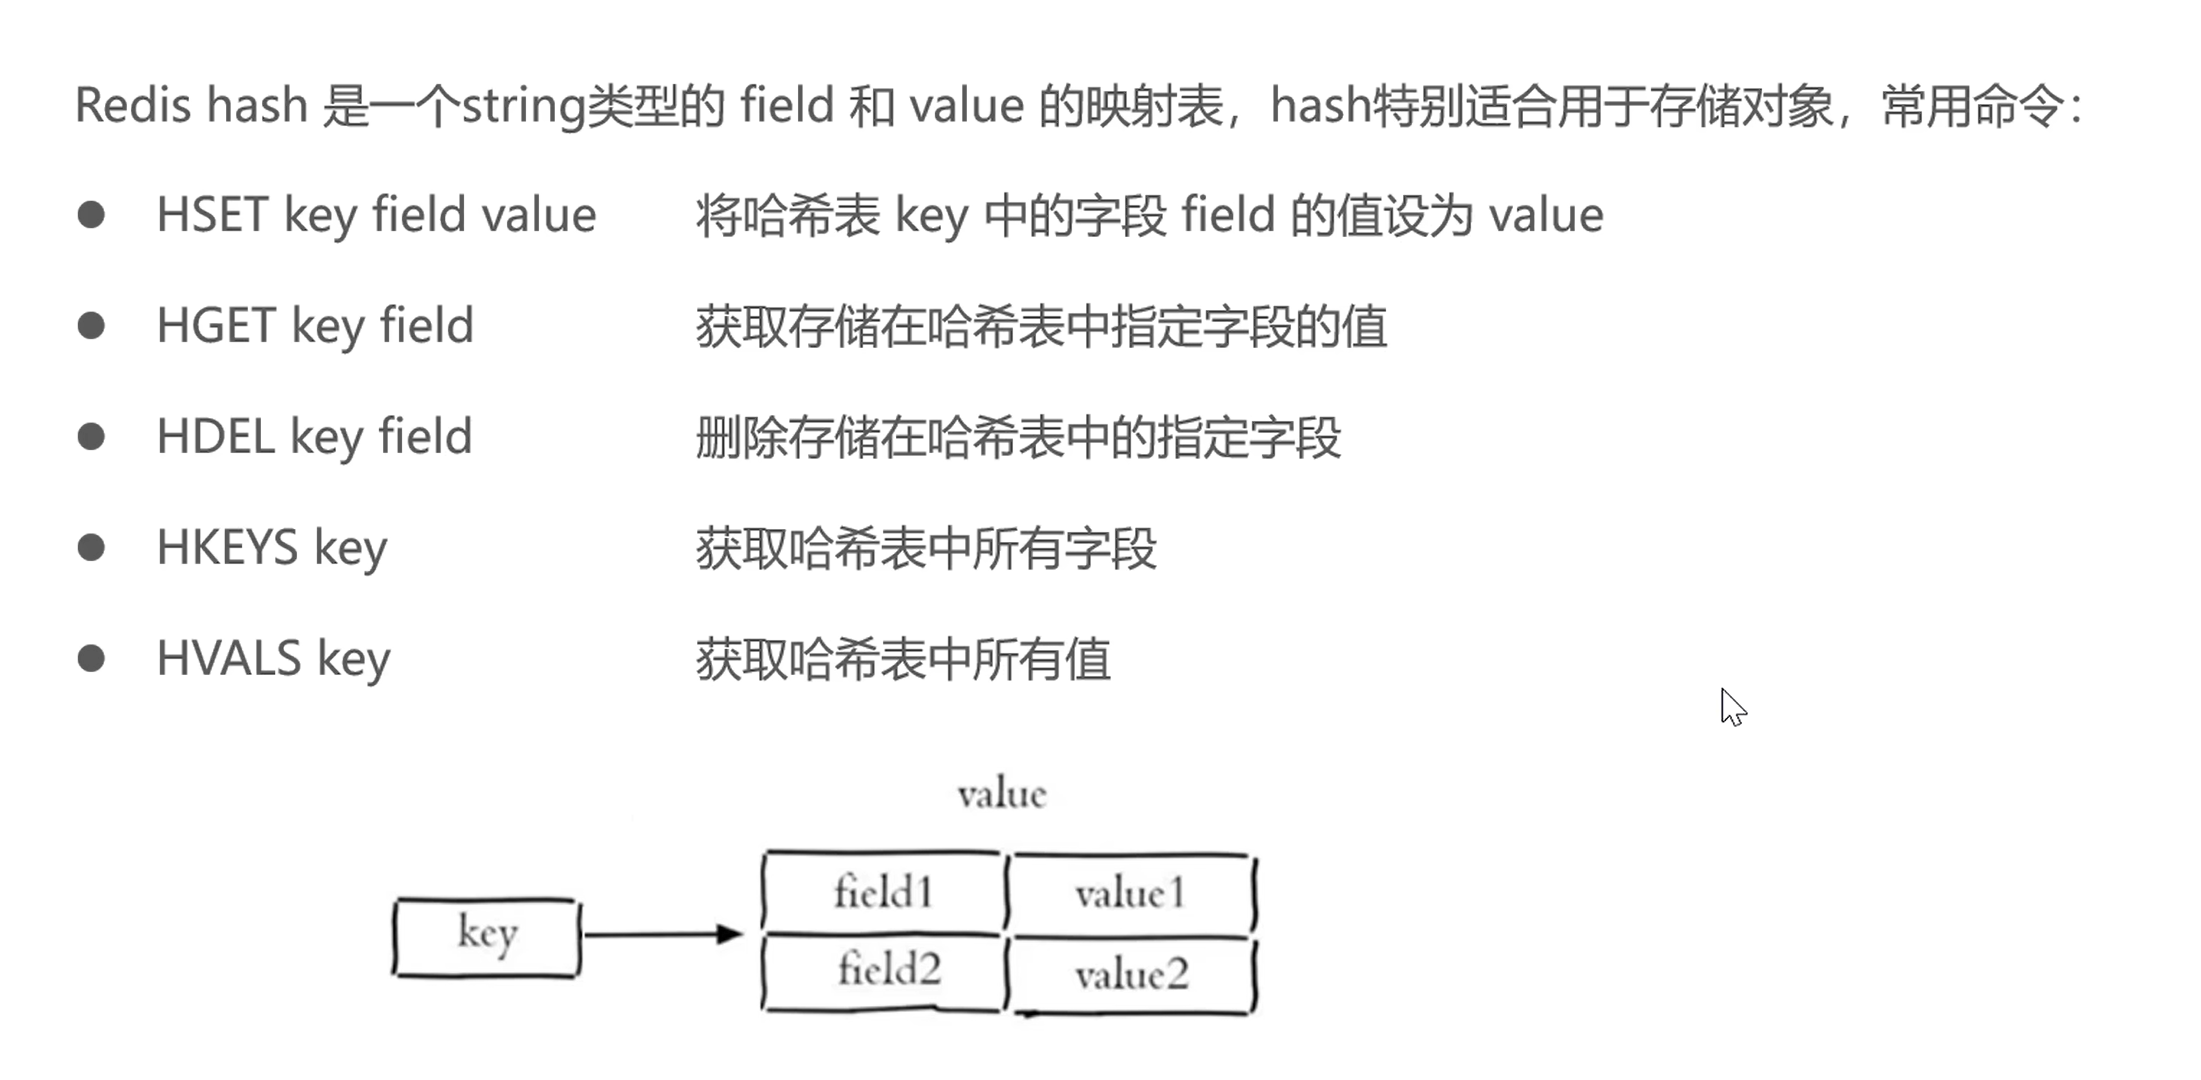 Redis hash 是一个string类型的 field 和 value 的映射表，hash特别适合用于存储对象，常用命令：
● HSET key field value 将哈希表 key 中的字段 field 的值设为 value
● HGET key field 获取存储在哈希表中指定字段的值
● HDEL key field 删除存储在哈希表中的指定字段
● HKEYS key 获取哈希表中所有字段
● HVALS key 获取哈希表中所有值
value
key
field1 value1
field2 value2